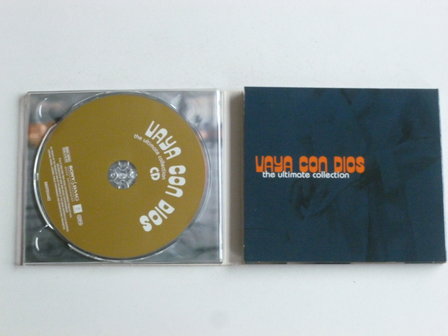 VAYA CON DIOS
the ultimate collection
CD
VAYA CON DIOS
the ultimate collection